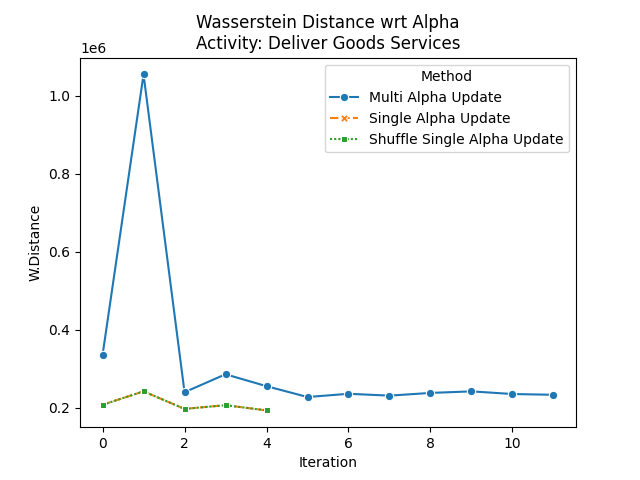 Wasserstein Distance wrt Alpha
Activity: Deliver Goods Services
1e6
Method
Multi Alpha Update
Single Alpha Update
Shuffle Single Alpha Update
1.0
0.8
0.6
0.4
0.2
W.Distance
0 2 4 6 8 10
Iteration